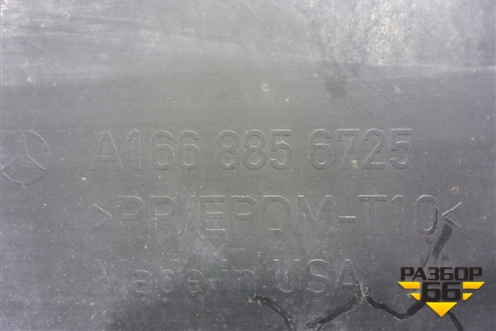 A166 885 6725
>PP/EPDM-T10<
Made in USA
РАЗБОР
66